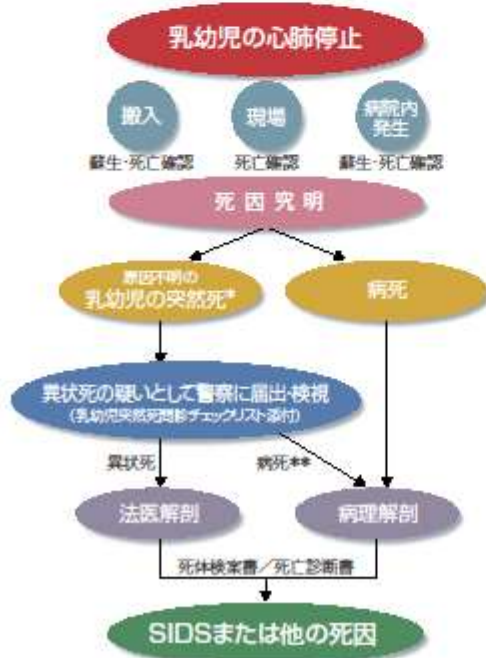 乳幼児の心肺停止
搬入
現場
病院内
発生
蘇生・死亡確認
死亡確認
蘇生・死亡確認
死因究明
原因不明の
乳幼児の突然死*
病死
異状死の疑いとして警察に届出・検視
(乳幼児突然死問診チェックリスト添付)
異状死
病死**
法医解剖
病理解剖
死体検案書/死亡診断書
SIDSまたは他の死因